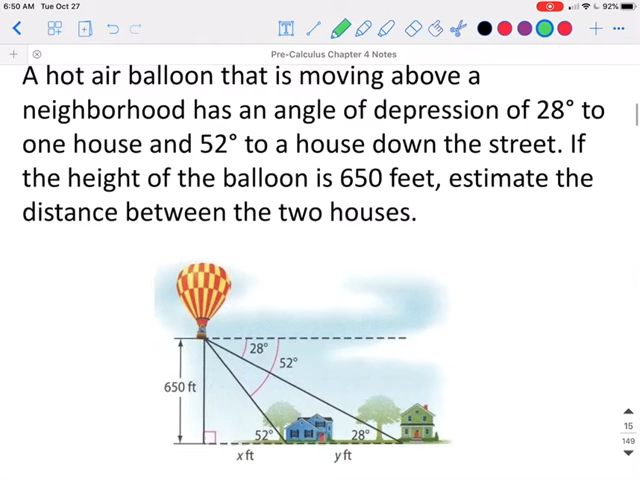 6:50 AM Tue Oct 27
92%
Pre-Calculus Chapter 4 Notes
A hot air balloon that is moving above a
neighborhood has an angle of depression of 28° to
one house and 52° to a house down the street. If
the height of the balloon is 650 feet, estimate the
distance between the two houses.
28°
52°
650 ft
52°
28°
x ft
y ft
15
149